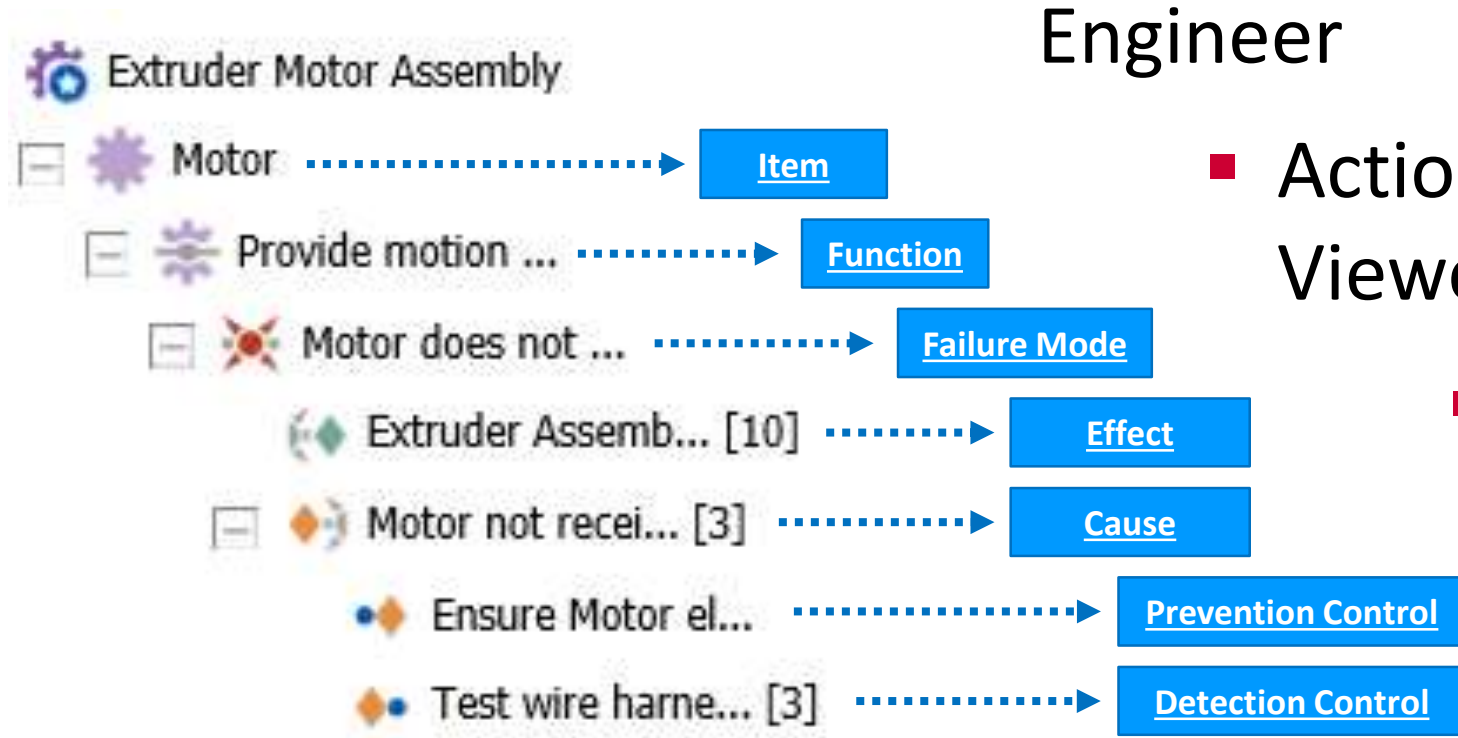 Engineer
Extruder Motor Assembly
Motor
Item
Provide motion ...
Function
Motor does not ...
Failure Mode
Extruder Assemb... [10]
Effect
Motor not recei... [3]
Cause
Ensure Motor el...
Prevention Control
Test wire harne... [3]
Detection Control
Actio
View